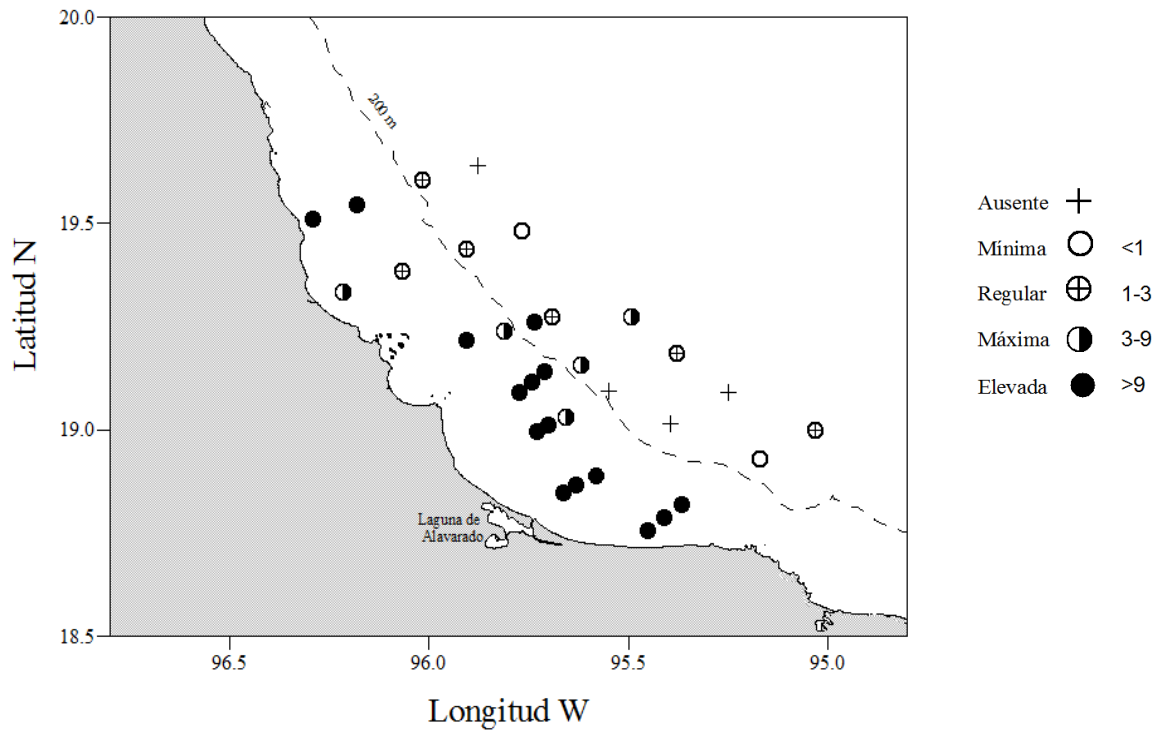 20.0
19.5
19.0
18.5
Latitud N
200 m
Laguna de
Alavarado
96.5 96.0 95.5 95.0
Longitud W
Ausente
Mínima <1
Regular 1-3
Máxima 3-9
Elevada >9